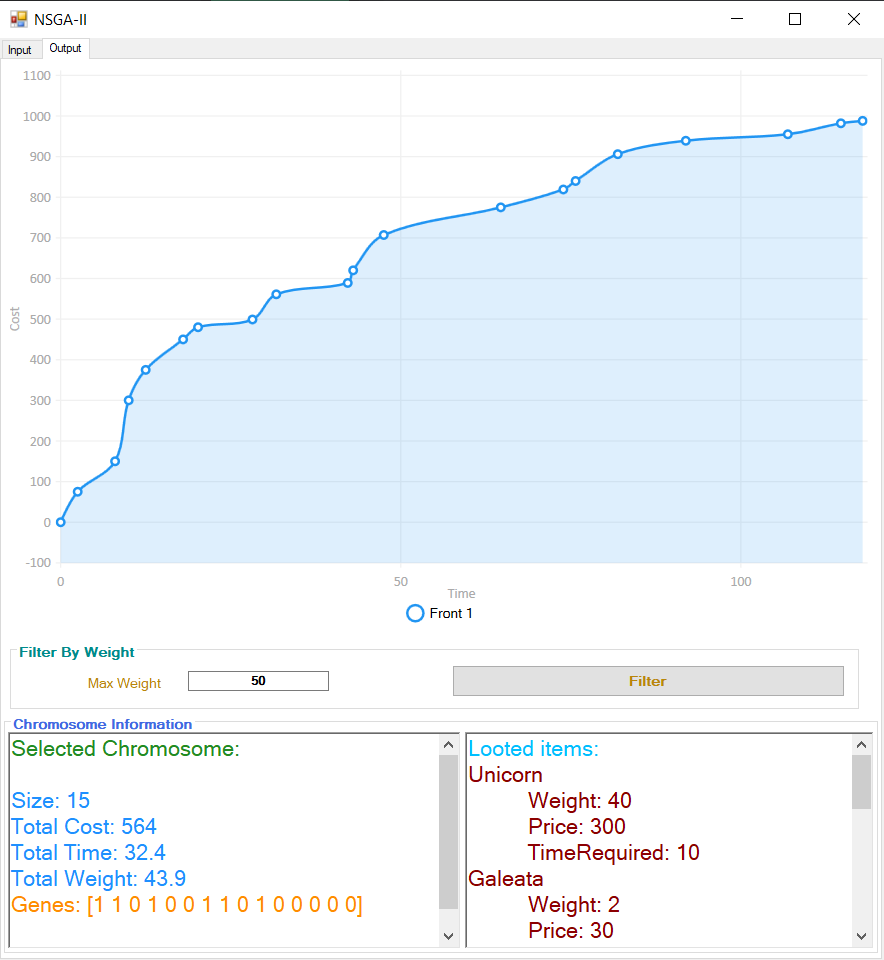 NSGA-II
Input Output
1100
1000
900
800
700
600
500
400
300
200
100
0
-100
Cost
0 50 100
Time
Front 1
Filter By Weight
Max Weight 50 Filter
Chromosome Information
Selected Chromosome:
Size: 15
Total Cost: 564
Total Time: 32.4
Total Weight: 43.9
Genes: [1 1 0 1 0 0 1 1 0 1 0 0 0 0 0]
Looted items:
Unicorn
Weight: 40
Price: 300
TimeRequired: 10
Galeata
Weight: 2
Price: 30